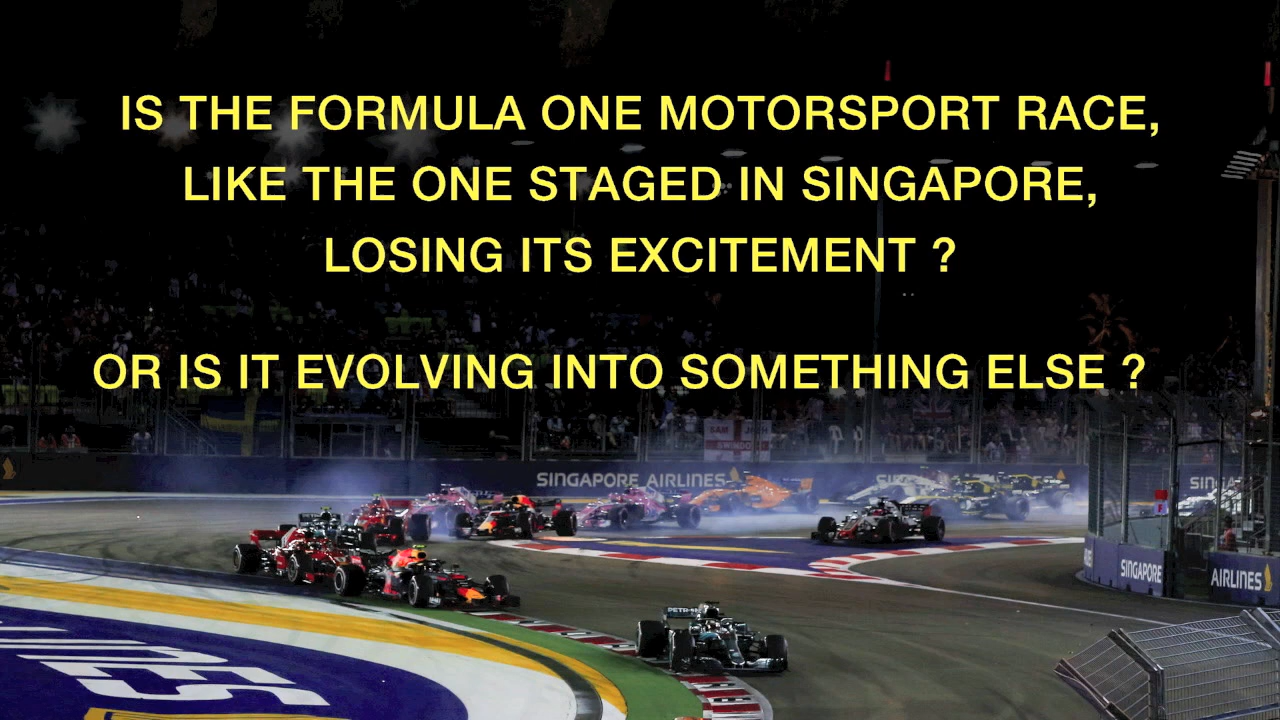 IS THE FORMULA ONE MOTORSPORT RACE,
LIKE THE ONE STAGED IN SINGAPORE,
LOSING ITS EXCITEMENT ?
OR IS IT EVOLVING INTO SOMETHING ELSE ?
SINGAPORE AIRLINES
SINGAPORE
AIRLINES
PETRONAS